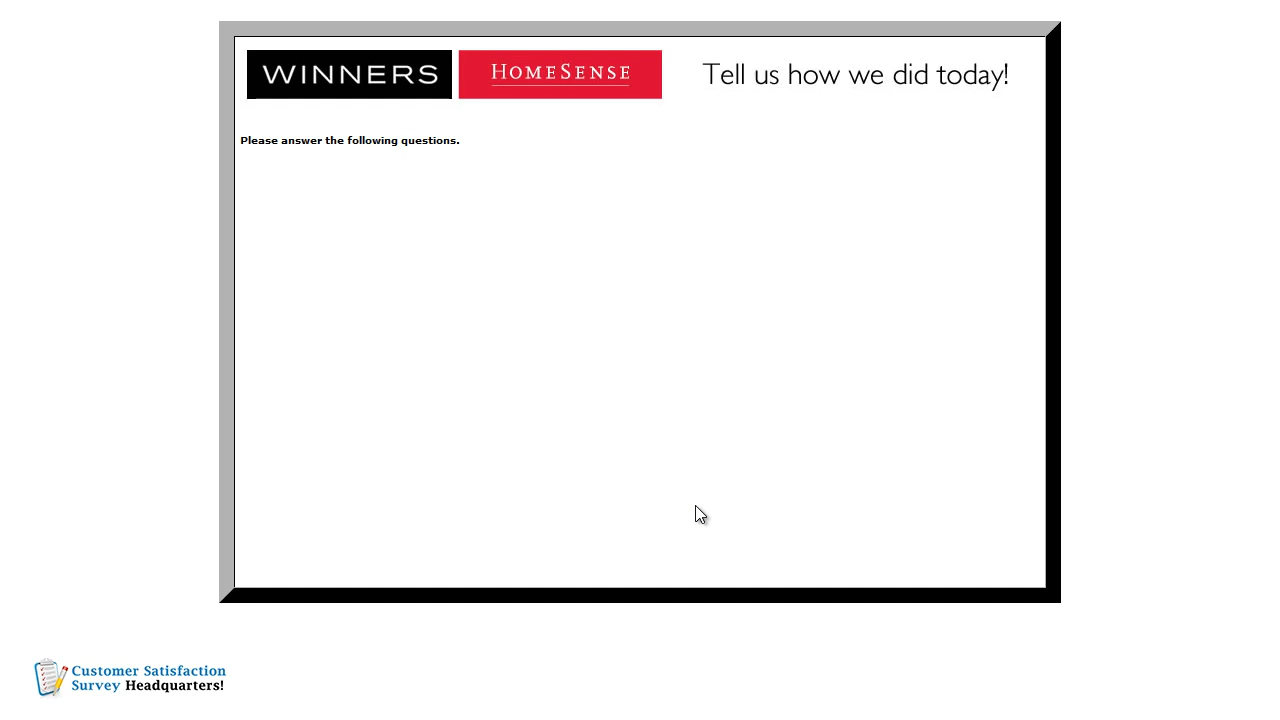 WINNERS HOMESENSE Tell us how we did today!
Please answer the following questions.
Customer Satisfaction
Survey Headquarters!